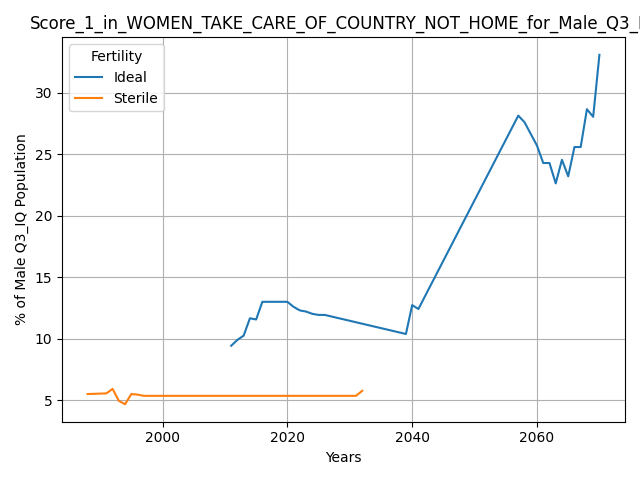 Score_1_in_WOMEN_TAKE_CARE_OF_COUNTRY_NOT_HOME_for_Male_Q3_
Fertility
Ideal
Sterile
% of Male Q3_IQ Population
30
25
20
15
10
5
2000
2020
2040
2060
Years